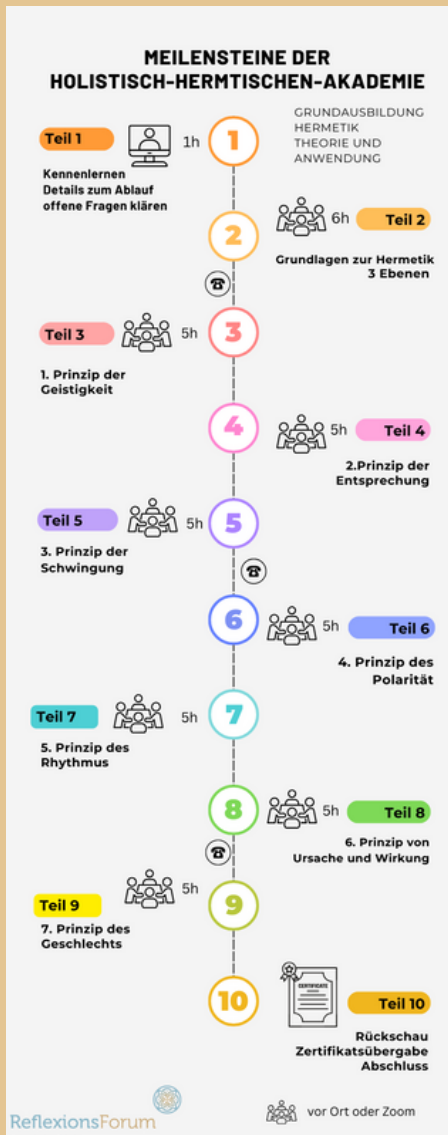 MEILENSTEINE DER
HOLISTISCH-HERMTISCHEN-AKADEMIE
GRUNDAUSBILDUNG
HERMETIK
THEORIE UND
ANWENDUNG
Teil 1
1h
1
Kennenlernen
Details zum Ablauf
offene Fragen klären
2
6h
Teil 2
Grundlagen zur Hermetik
3 Ebenen
Teil 3
5h
3
1. Prinzip der
Geistigkeit
4
5h
Teil 4
2.Prinzip der
Entsprechung
Teil 5
5h
5
3. Prinzip der
Schwingung
6
5h
Teil 6
4. Prinzip des
Polarität
Teil 7
5h
7
5. Prinzip des
Rhythmus
8
5h
Teil 8
6. Prinzip von
Ursache und Wirkung
Teil 9
5h
9
7. Prinzip des
Geschlechts
10
CERTIFICATE
Teil 10
Rückschau
Zertifikatsübergabe
Abschluss
ReflexionsForum
vor Ort oder Zoom